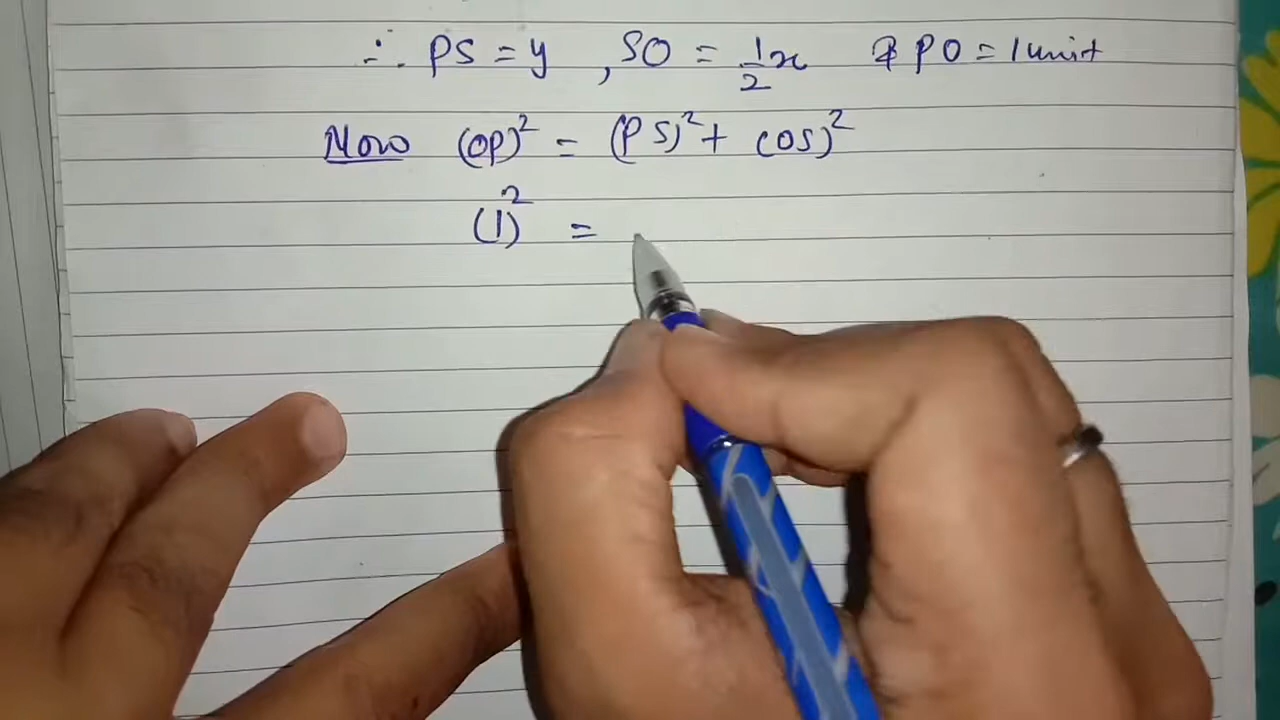 ∴ PS = y , SO = 1/2 x & PO = 1 unit
Now (OP)² = (PS)² + (OS)²
(1)² =